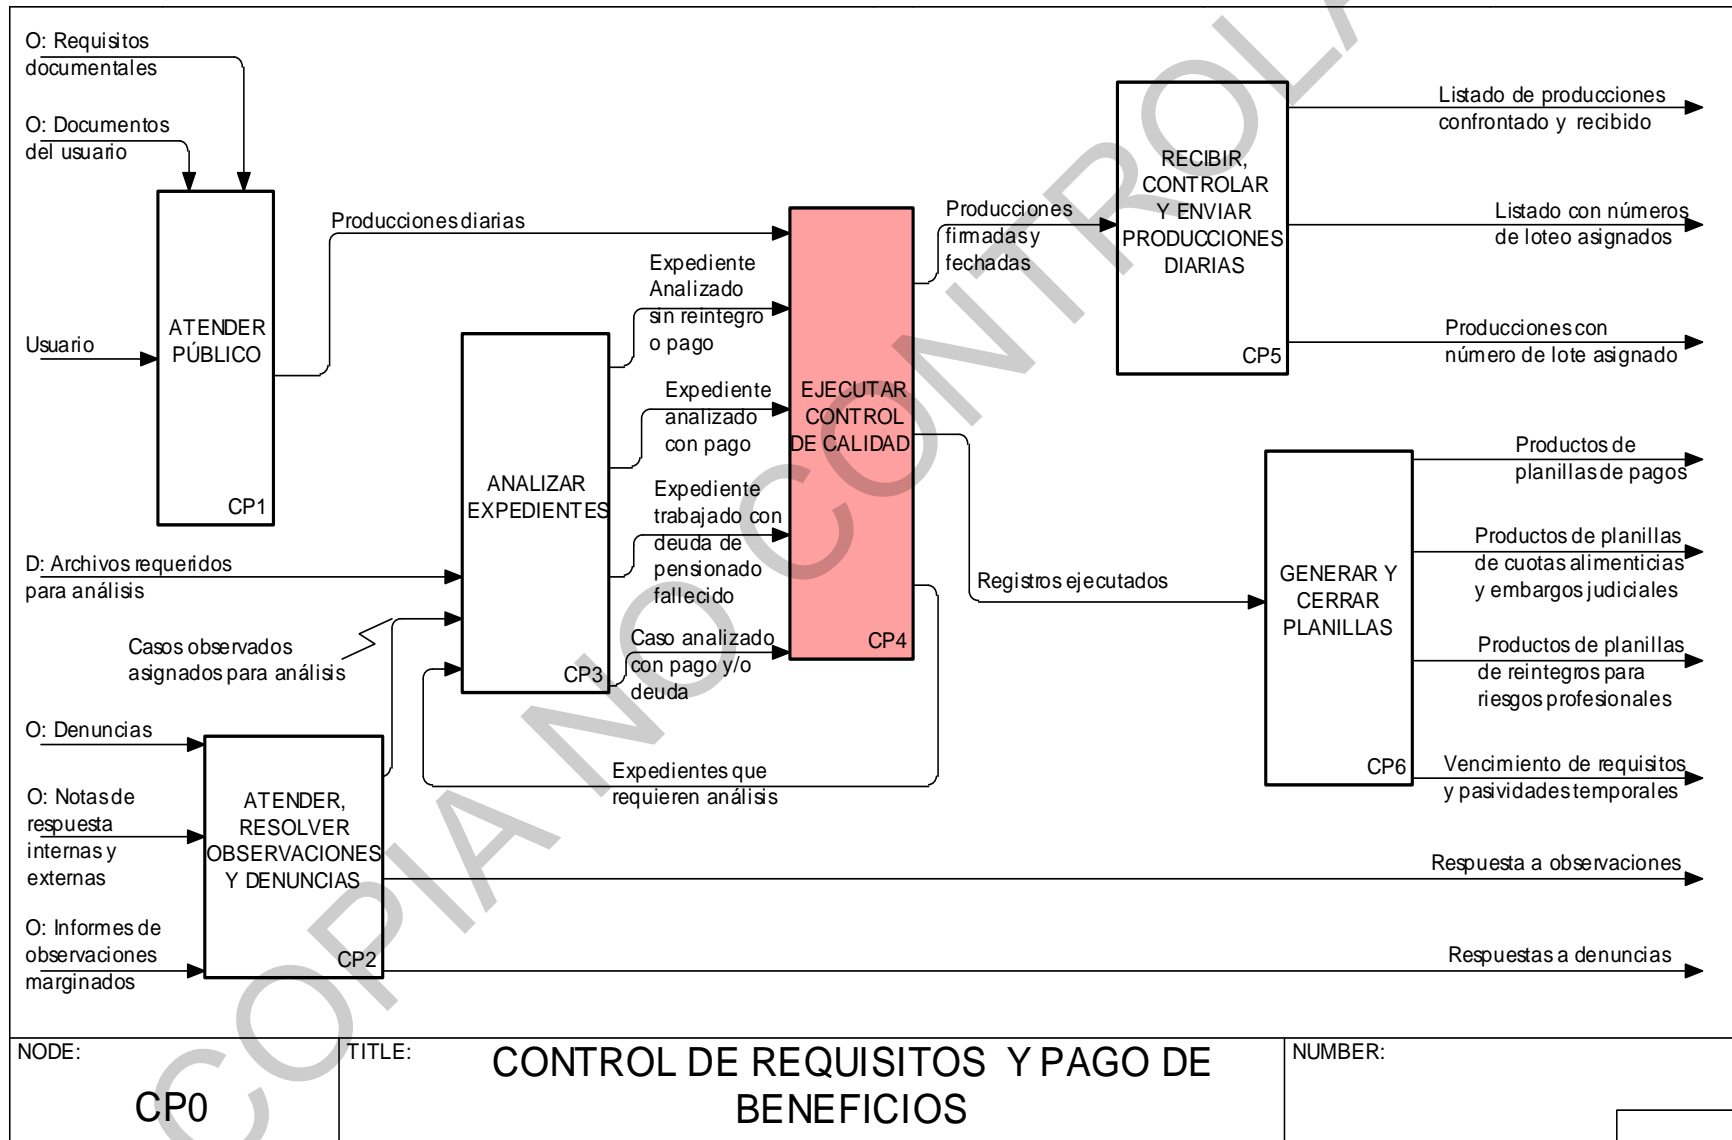 O: Requisitos
documentales
O: Documentos
del usuario
Usuario
ATENDER
PÚBLICO
CP1
Producciones diarias
D: Archivos requeridos
para análisis
Casos observados
asignados para análisis
ANALIZAR
EXPEDIENTES
CP3
Expediente
Analizado
sin reintegro
o pago
Expediente
analizado
con pago
Expediente
trabajado con
deuda de
pensionado
fallecido
Caso analizado
con pago y/o
deuda
Expedientes que
requieren análisis
EJECUTAR
CONTROL
DE CALIDAD
CP4
Producciones
firmadas y
fechadas
Registros ejecutados
RECIBIR,
CONTROLAR
Y ENVIAR
PRODUCCIONES
DIARIAS
CP5
Listado de producciones
confrontado y recibido
Listado con números
de loteo asignados
Producciones con
número de lote asignado
GENERAR Y
CERRAR
PLANILLAS
CP6
Productos de
planillas de pagos
Productos de planillas
de cuotas alimenticias
y embargos judiciales
Productos de planillas
de reintegros para
riesgos profesionales
Vencimiento de requisitos
y pasividades temporales
O: Denuncias
O: Notas de
respuesta
internas y
externas
O: Informes de
observaciones
marginados
ATENDER,
RESOLVER
OBSERVACIONES
Y DENUNCIAS
CP2
Respuesta a observaciones
Respuestas a denuncias
COPIA NO CONTROLA
NODE:
CP0
TITLE:
CONTROL DE REQUISITOS Y PAGO DE
BENEFICIOS
NUMBER: